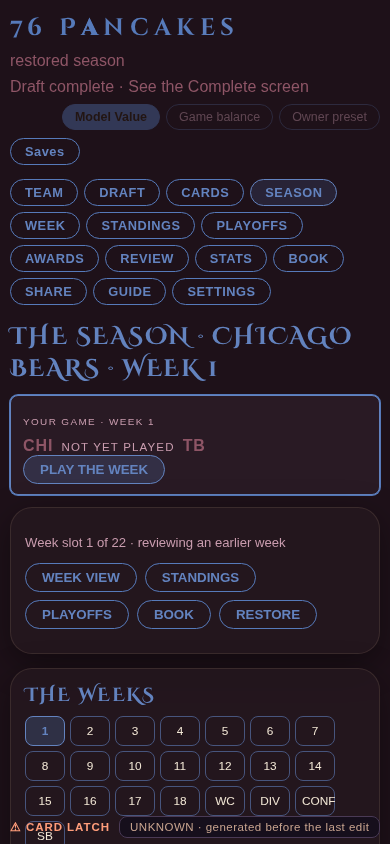 76 PANCAKES
restored season
Draft complete · See the Complete screen
Model Value Game balance Owner preset
Saves
TEAM DRAFT CARDS SEASON
WEEK STANDINGS PLAYOFFS
AWARDS REVIEW STATS BOOK
SHARE GUIDE SETTINGS
THE SEASON · CHICAGO
BEARS · WEEK 1
YOUR GAME · WEEK 1
CHI NOT YET PLAYED TB
PLAY THE WEEK
Week slot 1 of 22 · reviewing an earlier week
WEEK VIEW STANDINGS
PLAYOFFS BOOK RESTORE
THE WEEKS
1 2 3 4 5 6 7
8 9 10 11 12 13 14
15 16 17 18 WC DIV CONF
⚠ CARD LATCH UNKNOWN · generated before the last edit
SB